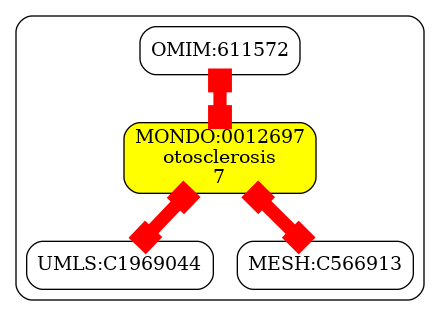 OMIM:611572
MONDO:0012697
otosclerosis
7
UMLS:C1969044
MESH:C566913